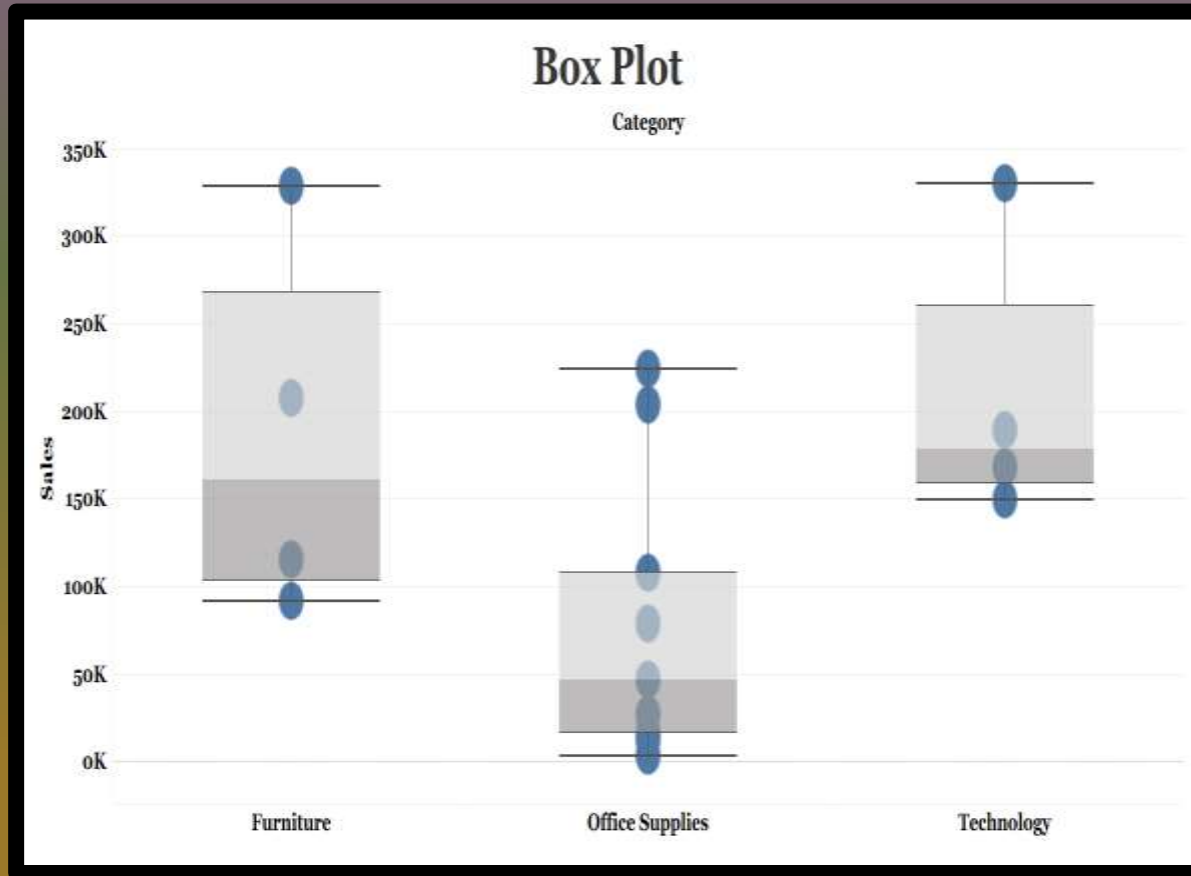 Box Plot
Category
350K
300K
250K
200K
150K
100K
50K
0K
Sales
Furniture
Office Supplies
Technology